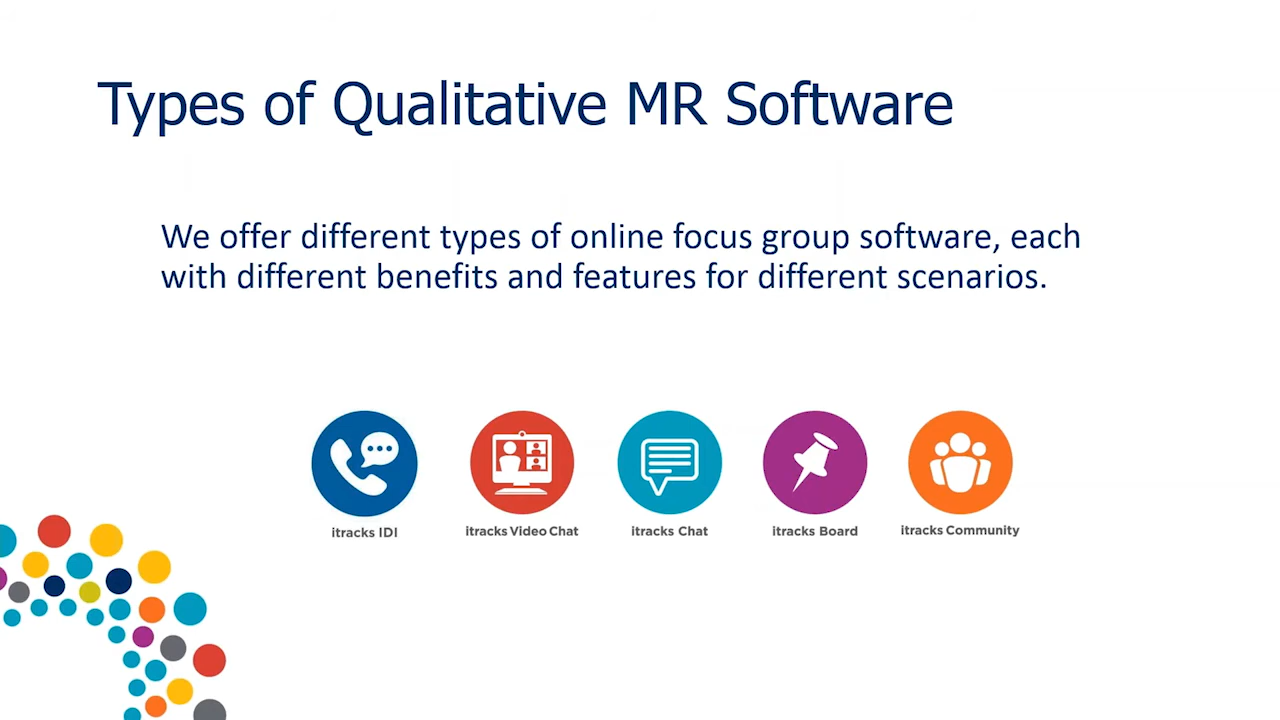 Types of Qualitative MR Software
We offer different types of online focus group software, each
with different benefits and features for different scenarios.
itracks IDI
itracks Video Chat
itracks Chat
itracks Board
itracks Community